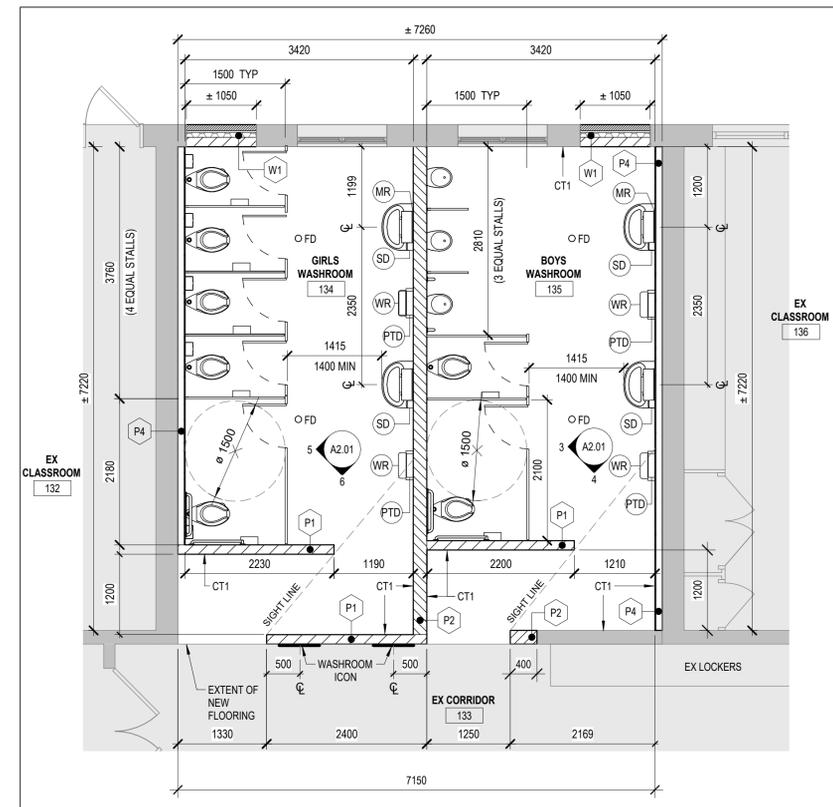 ± 7260
3420
3420
1500 TYP
1500 TYP
± 1050
± 1050
W1
W1
P4
CT1
MR
MR
1199
1200
3760
(4 EQUAL STALLS)
2810
(3 EQUAL STALLS)
FD
FD
℄
℄
SD
SD
GIRLS
WASHROOM
134
BOYS
WASHROOM
135
EX
CLASSROOM
136
2350
2350
WR
WR
PTD
PTD
1415
1400 MIN
1415
1400 MIN
± 7220
± 7220
℄
℄
SD
SD
P4
ø 1500
ø 1500
FD
FD
5
A2.01
6
3
A2.01
4
WR
WR
PTD
PTD
EX
CLASSROOM
132
2180
2100
P1
P1
2230
1190
2200
1210
1200
1200
CT1
CT1
CT1
CT1
SIGHT LINE
SIGHT LINE
P1
P2
P2
P4
500
WASHROOM
ICON
500
400
℄
℄
EX LOCKERS
EXTENT OF
NEW
FLOORING
EX CORRIDOR
133
1330
2400
1250
2169
7150